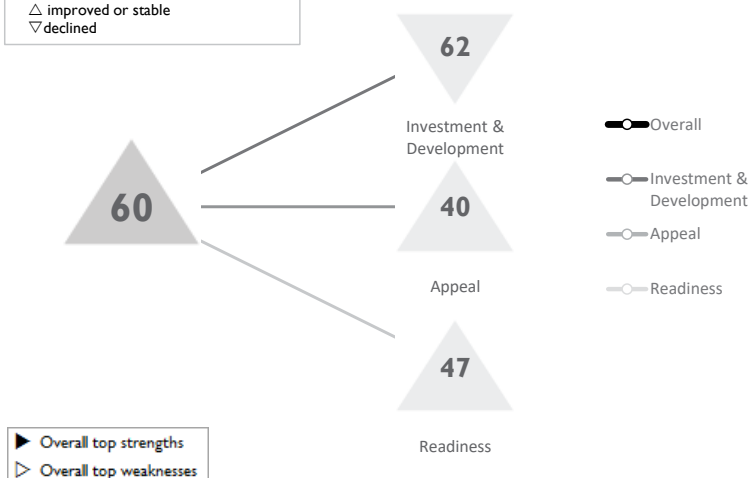 △ improved or stable
▽ declined
62
Investment &
Development
60
40
Appeal
47
Readiness
Overall
Investment &
Development
Appeal
Readiness
▶ Overall top strengths
▷ Overall top weaknesses